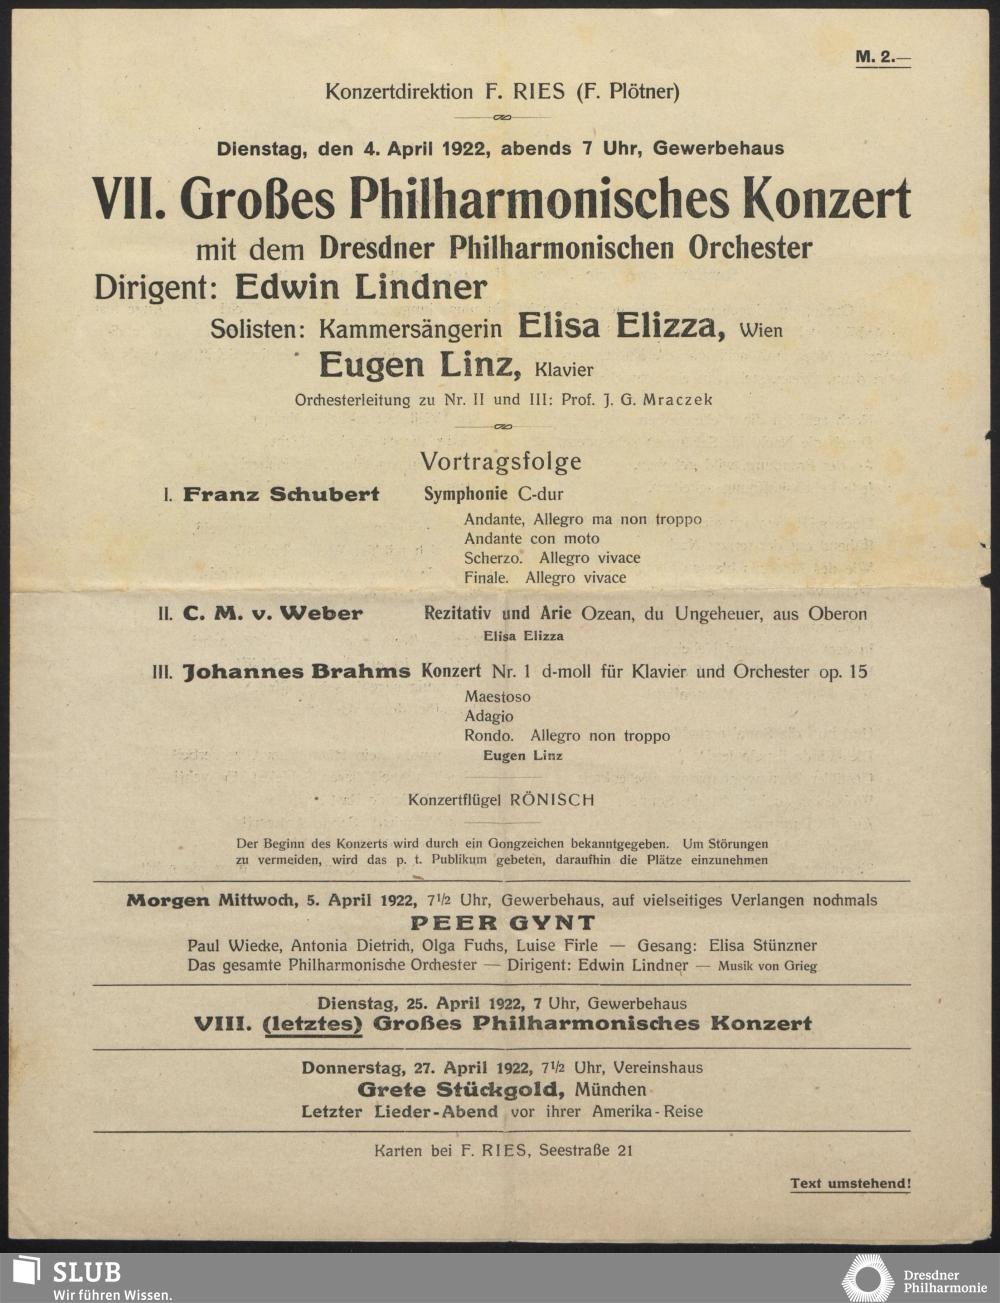 M. 2.—
Konzertdirektion F. RIES (F. Plötner)
Dienstag, den 4. April 1922, abends 7 Uhr, Gewerbehaus
VII. Großes Philharmonisches Konzert
mit dem Dresdner Philharmonischen Orchester
Dirigent: Edwin Lindner
Solisten: Kammersängerin Elisa Elizza, Wien
Eugen Linz, Klavier
Orchesterleitung zu Nr. II und III: Prof. J. G. Mraczek
Vortragsfolge
I. Franz Schubert Symphonie C-dur
Andante, Allegro ma non troppo
Andante con moto
Scherzo. Allegro vivace
Finale. Allegro vivace
II. C. M. v. Weber Rezitativ und Arie Ozean, du Ungeheuer, aus Oberon
Elisa Elizza
III. Johannes Brahms Konzert Nr. 1 d-moll für Klavier und Orchester op. 15
Maestoso
Adagio
Rondo. Allegro non troppo
Eugen Linz
Konzertflügel RÖNISCH
Der Beginn des Konzerts wird durch ein Gongzeichen bekanntgegeben. Um Störungen
zu vermeiden, wird das p. t. Publikum gebeten, daraufhin die Plätze einzunehmen
Morgen Mittwoch, 5. April 1922, 7 1/2 Uhr, Gewerbehaus, auf vielseitiges Verlangen nochmals
PEER GYNT
Paul Wiecke, Antonia Dietrich, Olga Fuchs, Luise Firle — Gesang: Elisa Stünzner
Das gesamte Philharmonische Orchester — Dirigent: Edwin Lindner — Musik von Grieg
Dienstag, 25. April 1922, 7 Uhr, Gewerbehaus
VIII. (letztes) Großes Philharmonisches Konzert
Donnerstag, 27. April 1922, 7 1/2 Uhr, Vereinshaus
Grete Stückgold, München
Letzter Lieder-Abend vor ihrer Amerika-Reise
Karten bei F. RIES, Seestraße 21
Text umstehend!
SLUB
Wir führen Wissen.
Dresdner
Philharmonie